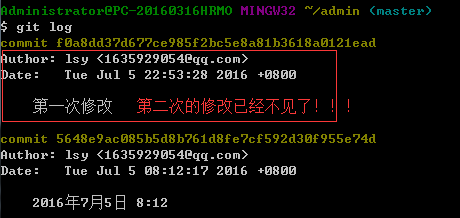 Administrator@PC-20160316HRMO MINGW32 ~/admin (master)
$ git log
commit f0a8dd37d677ce985f2bc5e8a81b3618a0121ead
Author: lsy <1635929054@qq.com>
Date:   Tue Jul 5 22:53:28 2016 +0800
第一次修改 第二次的修改已经不见了！！！
commit 5648e9ac085b5d8b761d8fe7cf592d30f955e74d
Author: lsy <1635929054@qq.com>
Date:   Tue Jul 5 08:12:17 2016 +0800
2016年7月5日 8:12